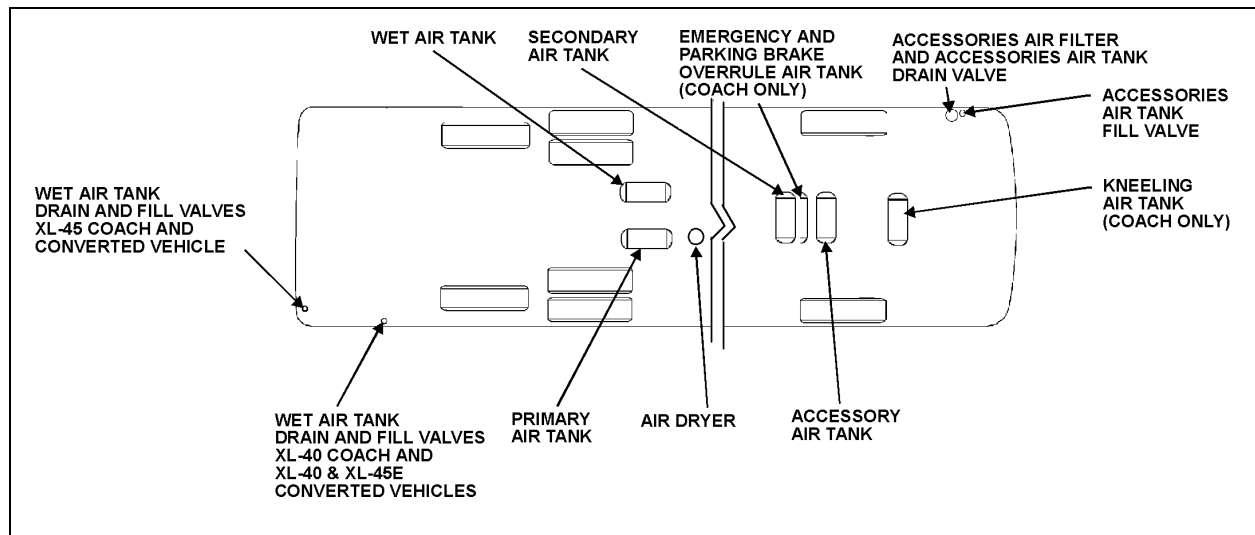 WET AIR TANK
SECONDARY
AIR TANK
EMERGENCY AND
PARKING BRAKE
OVERRULE AIR TANK
(COACH ONLY)
ACCESSORIES AIR FILTER
AND ACCESSORIES AIR TANK
DRAIN VALVE
ACCESSORIES
AIR TANK
FILL VALVE
WET AIR TANK
DRAIN AND FILL VALVES
XL-45 COACH AND
CONVERTED VEHICLE
KNEELING
AIR TANK
(COACH ONLY)
WET AIR TANK
DRAIN AND FILL VALVES
XL-40 COACH AND
XL-40 & XL-45E
CONVERTED VEHICLES
PRIMARY
AIR TANK
AIR DRYER
ACCESSORY
AIR TANK